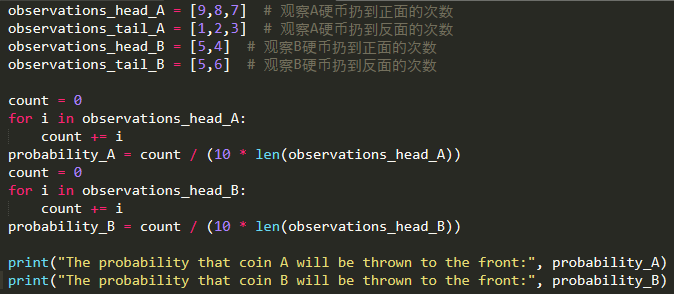 observations_head_A = [9,8,7]  # 观察A硬币扔到正面的次数
observations_tail_A = [1,2,3]  # 观察A硬币扔到反面的次数
observations_head_B = [5,4]  # 观察B硬币扔到正面的次数
observations_tail_B = [5,6]  # 观察B硬币扔到反面的次数

count = 0
for i in observations_head_A:
    count += i
probability_A = count / (10 * len(observations_head_A))
count = 0
for i in observations_head_B:
    count += i
probability_B = count / (10 * len(observations_head_B))

print("The probability that coin A will be thrown to the front:", probability_A)
print("The probability that coin B will be thrown to the front:", probability_B)